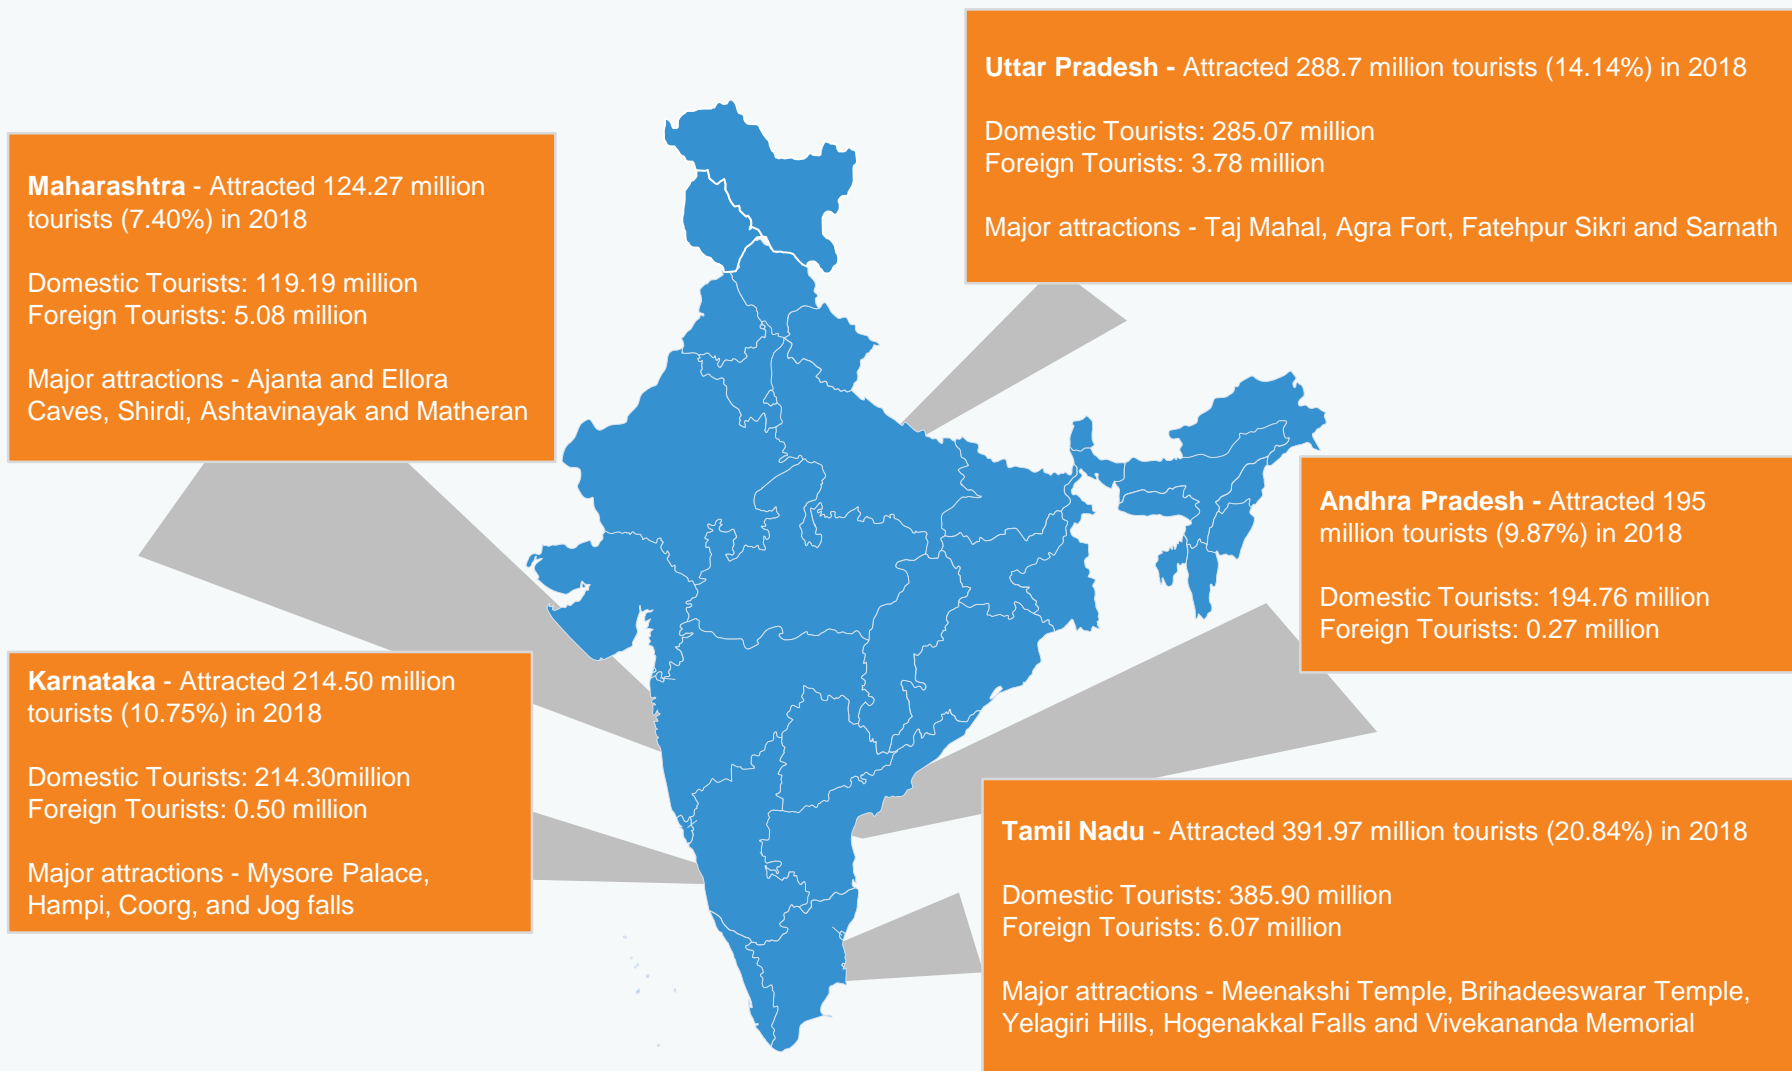 Uttar Pradesh - Attracted 288.7 million tourists (14.14%) in 2018
Domestic Tourists: 285.07 million
Foreign Tourists: 3.78 million
Major attractions - Taj Mahal, Agra Fort, Fatehpur Sikri and Sarnath
Maharashtra - Attracted 124.27 million
tourists (7.40%) in 2018
Domestic Tourists: 119.19 million
Foreign Tourists: 5.08 million
Major attractions - Ajanta and Ellora
Caves, Shirdi, Ashtavinayak and Matheran
Andhra Pradesh - Attracted 195
million tourists (9.87%) in 2018
Domestic Tourists: 194.76 million
Foreign Tourists: 0.27 million
Karnataka - Attracted 214.50 million
tourists (10.75%) in 2018
Domestic Tourists: 214.30million
Foreign Tourists: 0.50 million
Major attractions - Mysore Palace,
Hampi, Coorg, and Jog falls
Tamil Nadu - Attracted 391.97 million tourists (20.84%) in 2018
Domestic Tourists: 385.90 million
Foreign Tourists: 6.07 million
Major attractions - Meenakshi Temple, Brihadeeswarar Temple,
Yelagiri Hills, Hogenakkal Falls and Vivekananda Memorial